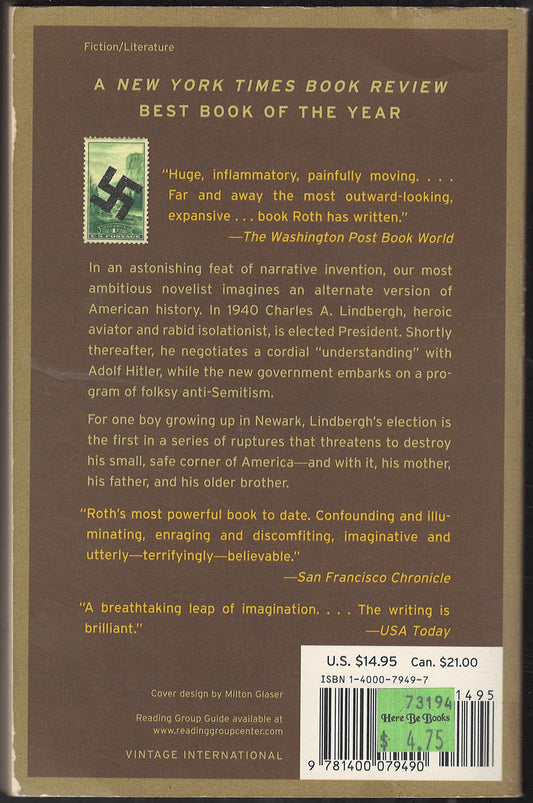 Fiction/Literature
A NEW YORK TIMES BOOK REVIEW
BEST BOOK OF THE YEAR
1
U.S. POSTAGE
"Huge, inflammatory, painfully moving. . . .
Far and away the most outward-looking,
expansive . . . book Roth has written."
—The Washington Post Book World
In an astonishing feat of narrative invention, our most
ambitious novelist imagines an alternate version of
American history. In 1940 Charles A. Lindbergh, heroic
aviator and rabid isolationist, is elected President. Shortly
thereafter, he negotiates a cordial "understanding" with
Adolf Hitler, while the new government embarks on a pro-
gram of folksy anti-Semitism.
For one boy growing up in Newark, Lindbergh's election is
the first in a series of ruptures that threatens to destroy
his small, safe corner of America—and with it, his mother,
his father, and his older brother.
"Roth's most powerful book to date. Confounding and illu-
minating, enraging and discomfiting, imaginative and
utterly—terrifyingly—believable."
—San Francisco Chronicle
"A breathtaking leap of imagination. . . . The writing is
brilliant."
—USA Today
U.S. $14.95 Can. $21.00
ISBN 1-4000-7949-7
Cover design by Milton Glaser
Reading Group Guide available at
www.readinggroupcenter.com
VINTAGE INTERNATIONAL
73194
1495
Here Be Books
$ 4.75
9 781400 079490